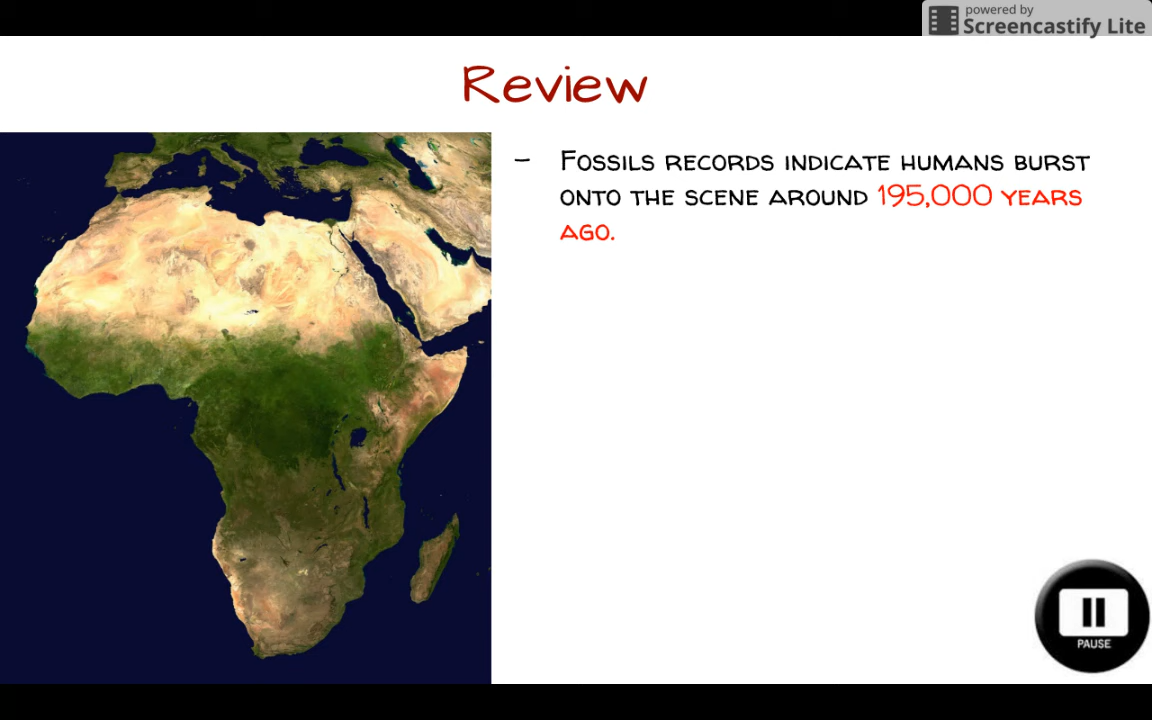 powered by
Screencastify Lite
Review
- Fossils records indicate humans burst
onto the scene around 195,000 years
ago.
PAUSE